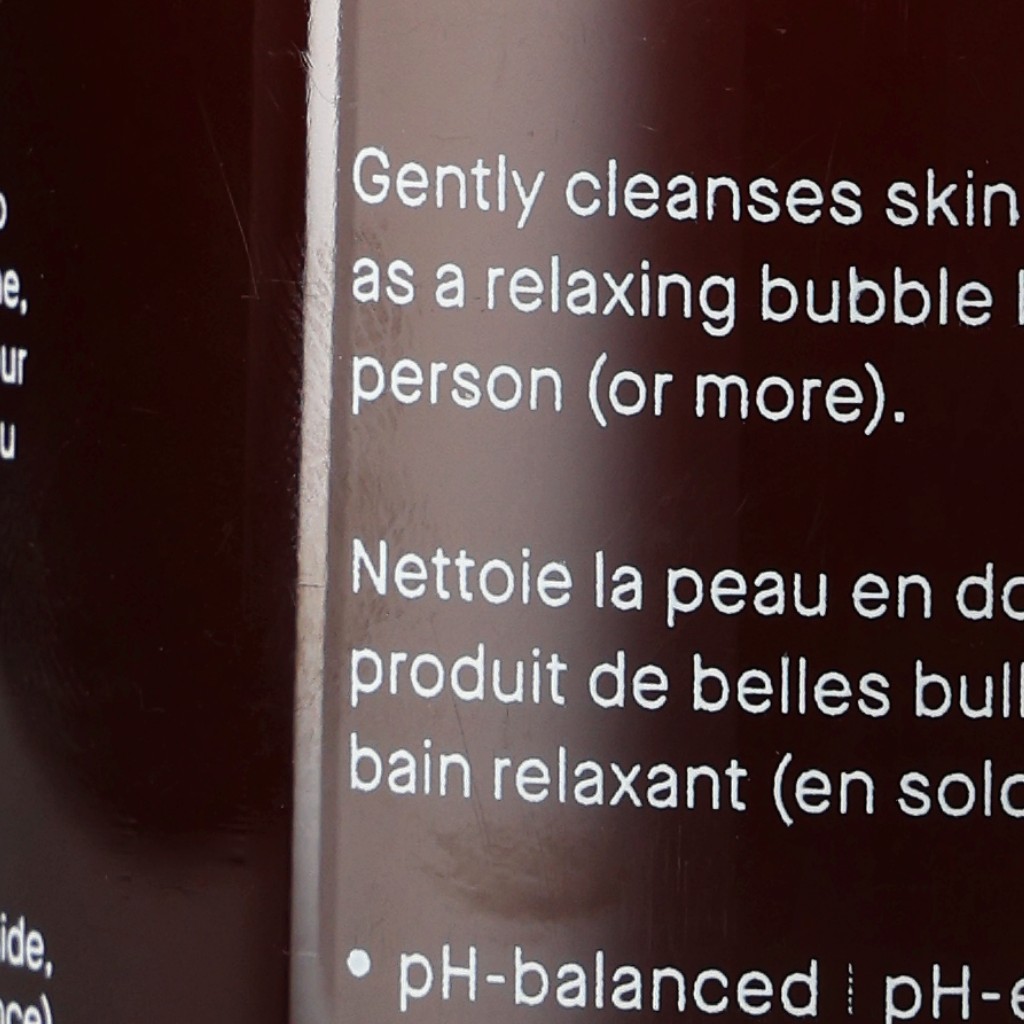 Gently cleanses skin
as a relaxing bubble
person (or more).
Nettoie la peau en
produit de belles
bain relaxant (en
• pH-balanced |